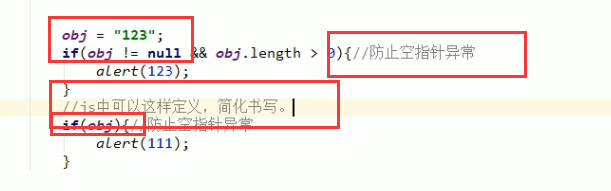 obj = "123";
if(obj != null && obj.length > 0){//防止空指针异常
alert(123);
}
//js中可以这样定义，简化书写。
if(obj){//防止空指针异常
alert(111);
}